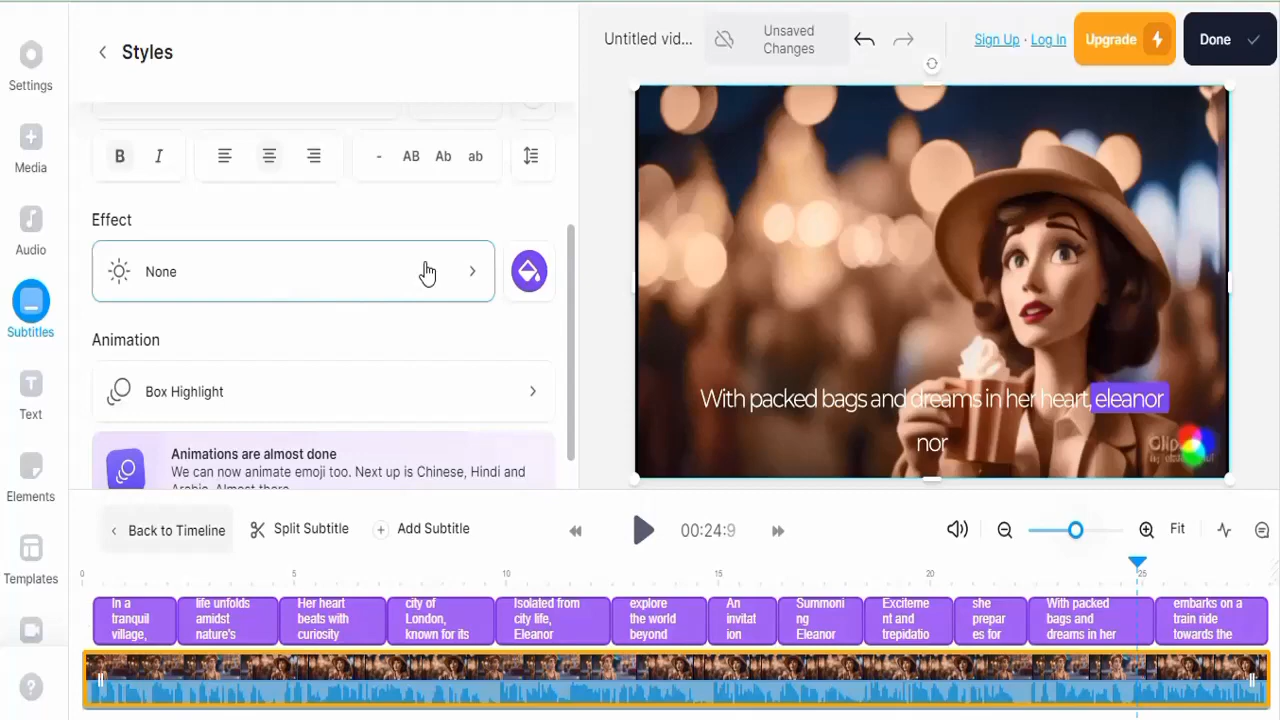 Settings
Media
Audio
Subtitles
Text
Elements
Templates
Styles
B
I
-
AB
Ab
ab
Effect
None
Animation
Box Highlight
Animations are almost done
We can now animate emoji too. Next up is Chinese, Hindi and
Arabic. Almost there
Untitled vid...
Unsaved
Changes
Sign Up · Log In
Upgrade
Done
With packed bags and dreams in her heart, eleanor
nor
Back to Timeline
Split Subtitle
Add Subtitle
00:24:9
Fit
0
5
10
15
20
25
In a
tranquil
village,
life unfolds
amidst
nature's
Her heart
beats with
curiosity
city of
London,
known for its
Isolated from
city life,
Eleanor
explore
the world
beyond
An
invitat
ion
Summoni
ng
Eleanor
Exciteme
nt and
trepidatio
she
prepar
es for
With packed
bags and
dreams in her
embarks on a
train ride
towards the
?